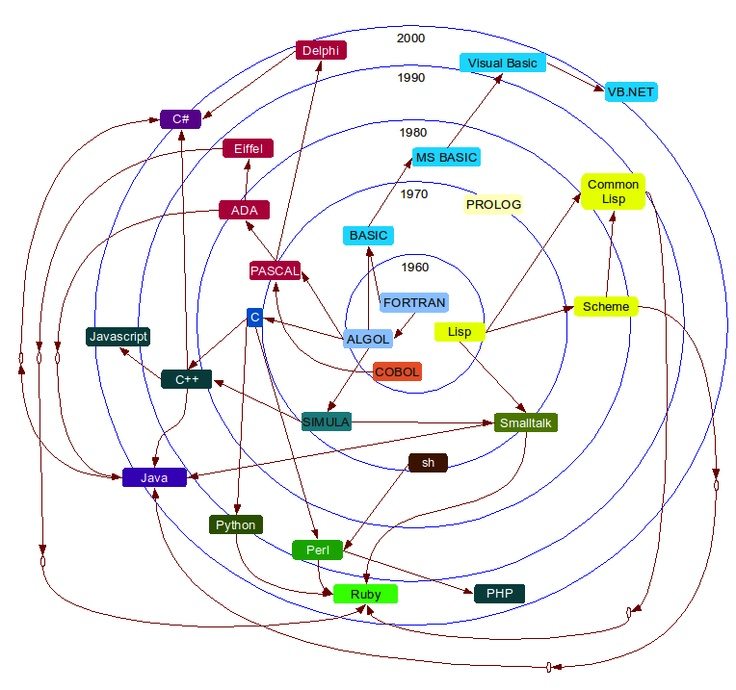 2000
Delphi
Visual Basic
1990
VB.NET
C#
1980
Eiffel
MS BASIC
Common
Lisp
1970
PROLOG
ADA
BASIC
1960
PASCAL
FORTRAN
Scheme
C
Lisp
Javascript
ALGOL
COBOL
C++
SIMULA
Smalltalk
sh
Java
Python
Perl
Ruby
PHP